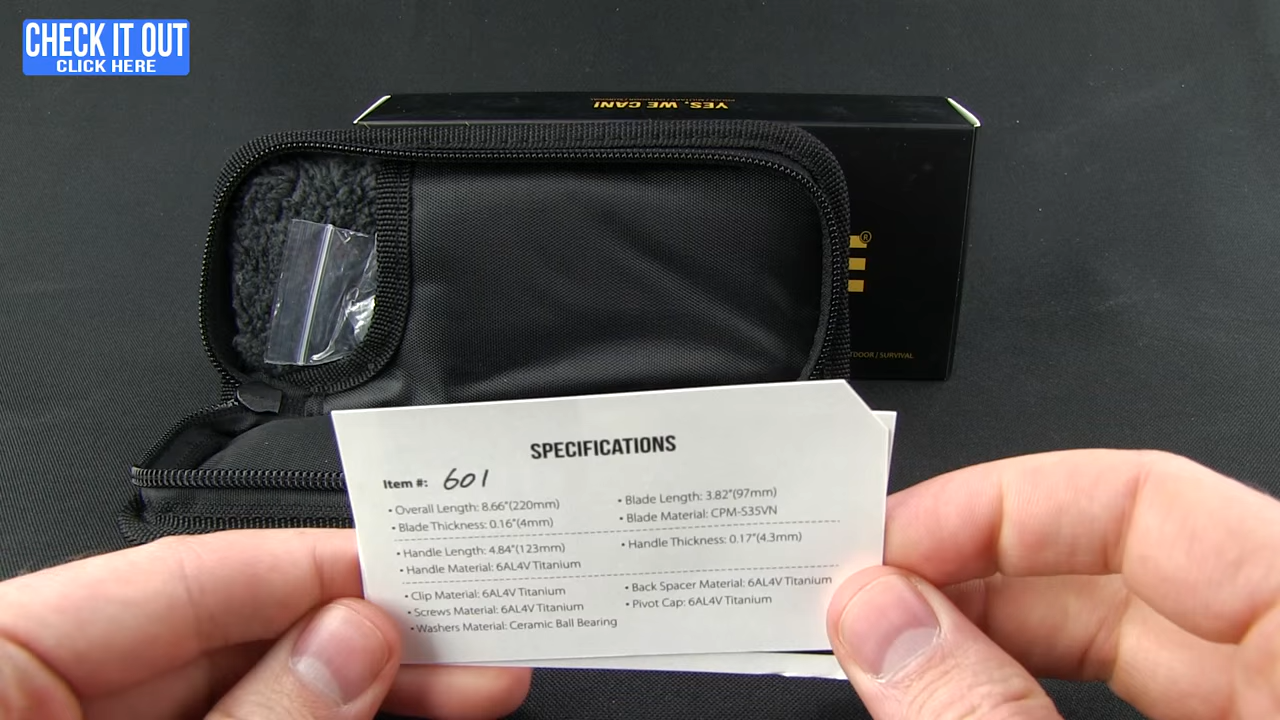 CHECK IT OUT
CLICK HERE
YES, WE CAN!
®
DOOR / SURVIVAL
SPECIFICATIONS
Item #: 601
• Overall Length: 8.66"(220mm)
• Blade Length: 3.82"(97mm)
• Blade Thickness: 0.16"(4mm)
• Blade Material: CPM-S35VN
• Handle Length: 4.84"(123mm)
• Handle Thickness: 0.17"(4.3mm)
• Handle Material: 6AL4V Titanium
• Clip Material: 6AL4V Titanium
• Back Spacer Material: 6AL4V Titanium
• Screws Material: 6AL4V Titanium
• Pivot Cap: 6AL4V Titanium
• Washers Material: Ceramic Ball Bearing